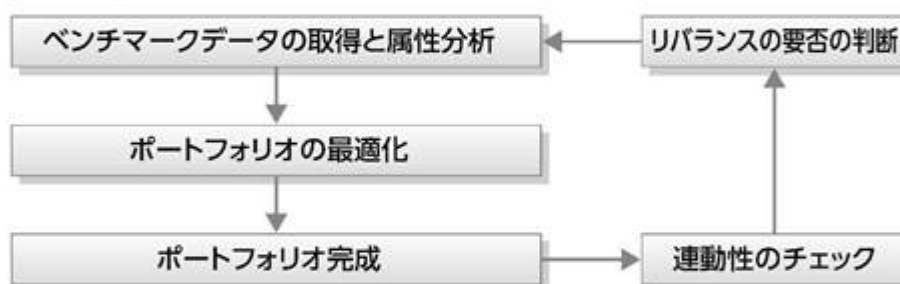 ベンチマークデータの取得と属性分析
リバランスの要否の判断
ポートフォリオの最適化
ポートフォリオ完成
連動性のチェック